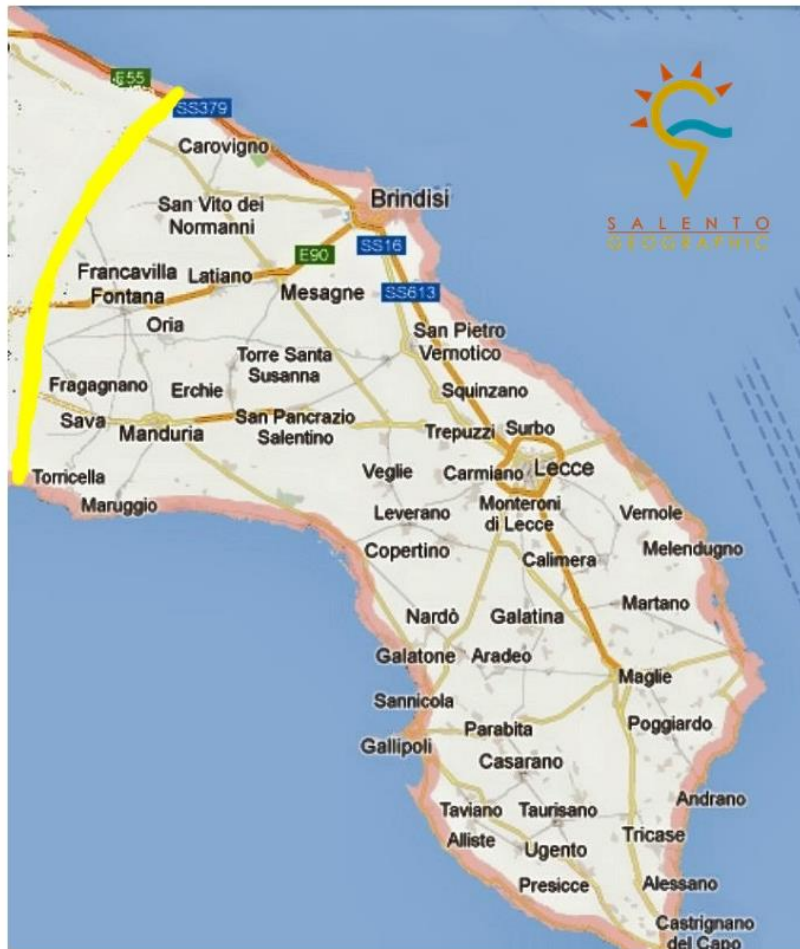 E55
SS379
Carovigno
Brindisi
San Vito dei
Normanni
SALENTO
GEOGRAPHIC
SS16
E90
Francavilla
Fontana
Latiano
Mesagne
SS613
Oria
San Pietro
Vernotico
Torre Santa
Susanna
Fragagnano
Erchie
Squinzano
Sava
Manduria
San Pancrazio
Salentino
Trepuzzi
Surbo
Torricella
Veglie
Carmiano
Lecce
Maruggio
Leverano
Monteroni
di Lecce
Vernole
Copertino
Calimera
Melendugno
Nardò
Galatina
Martano
Galatone
Aradeo
Maglie
Sannicola
Parabita
Poggiardo
Gallipoli
Casarano
Andrano
Taviano
Taurisano
Alliste
Ugento
Tricase
Presicce
Alessano
Castrignano
del Capo